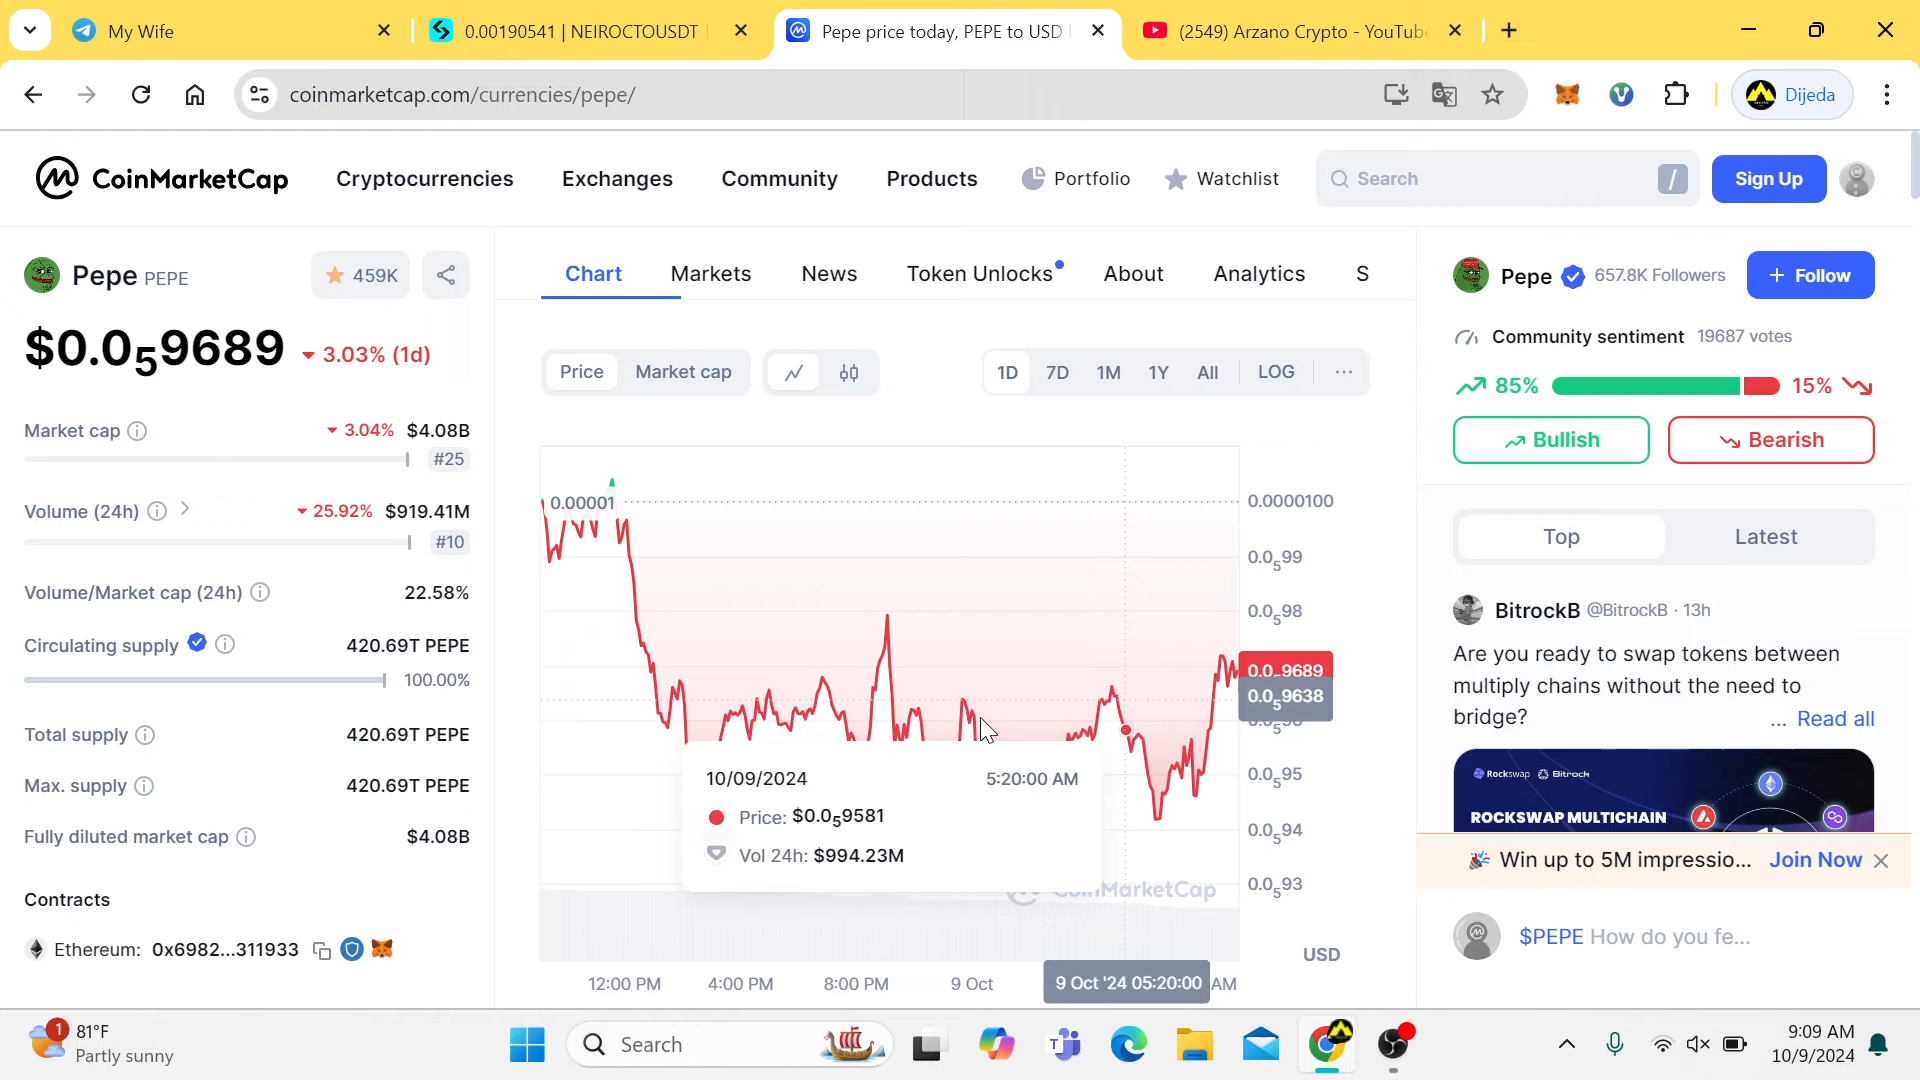 My Wife
0.00190541 | NEIROCTOUSDT
Pepe price today, PEPE to USD
(2549) Arzano Crypto - YouTube
coinmarketcap.com/currencies/pepe/
Dijeda
CoinMarketCap
Cryptocurrencies
Exchanges
Community
Products
Portfolio
Watchlist
Search
/
Sign Up
Pepe PEPE
459K
$0.0₅9689
3.03% (1d)
Market cap
3.04% $4.08B
#25
Volume (24h)
25.92% $919.41M
#10
Volume/Market cap (24h)
22.58%
Circulating supply
420.69T PEPE
100.00%
Total supply
420.69T PEPE
Max. supply
420.69T PEPE
Fully diluted market cap
$4.08B
Contracts
Ethereum: 0x6982...311933
Chart
Markets
News
Token Unlocks
About
Analytics
S
Price
Market cap
1D
7D
1M
1Y
All
LOG
...
0.00001
0.0000100
0.0₅99
0.0₅98
0.0₅9689
0.0₅9638
0.0₅95
0.0₅94
0.0₅93
10/09/2024
5:20:00 AM
Price: $0.0₅9581
Vol 24h: $994.23M
CoinMarketCap
USD
12:00 PM
4:00 PM
8:00 PM
9 Oct
9 Oct '24 05:20:00
AM
Pepe
657.8K Followers
+ Follow
Community sentiment 19687 votes
85%
15%
Bullish
Bearish
Top
Latest
BitrockB @BitrockB · 13h
Are you ready to swap tokens between
multiply chains without the need to
bridge?
... Read all
Rockswap
Bitrock
ROCKSWAP MULTICHAIN
Win up to 5M impressio...
Join Now
$PEPE How do you fe...
1
81°F
Partly sunny
Search
9:09 AM
10/9/2024